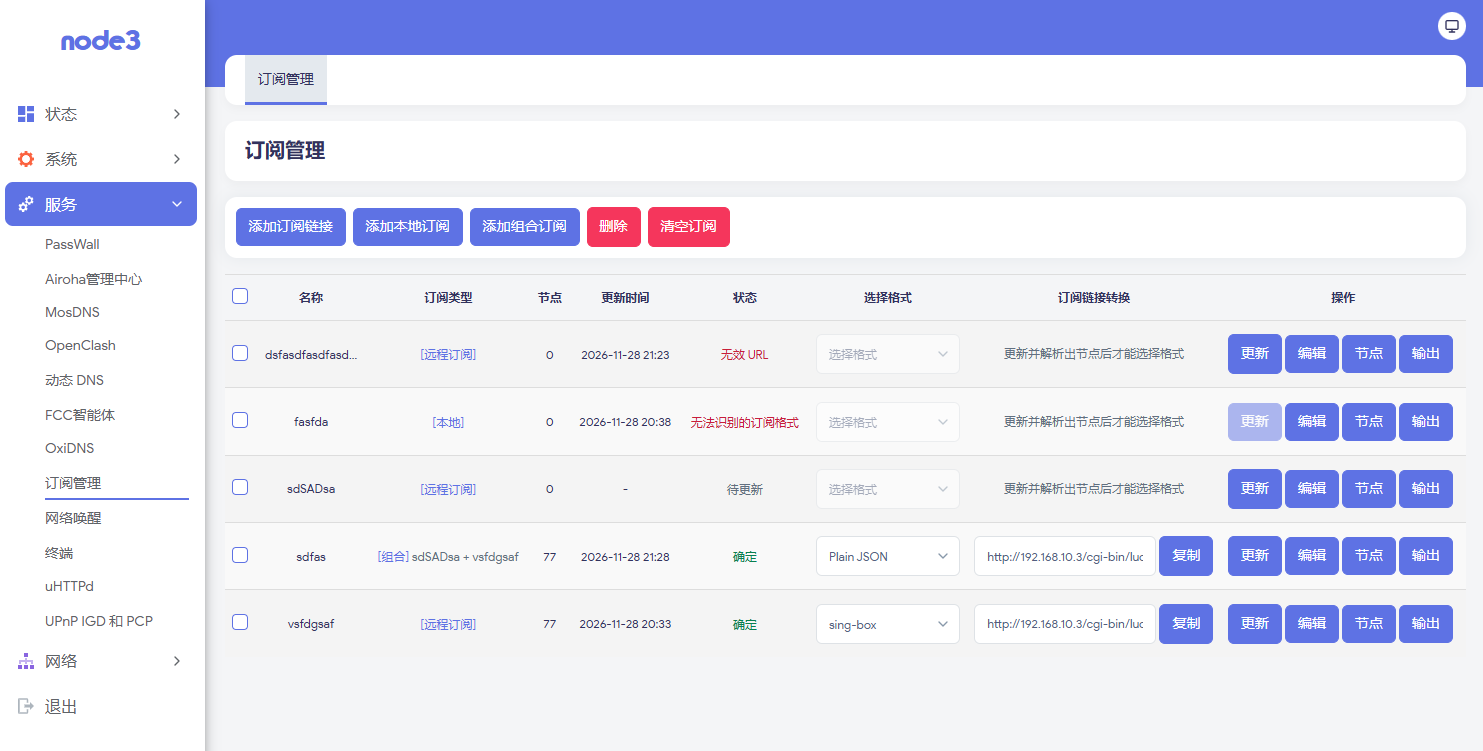 node3
状态
系统
服务
PassWall
Airoha管理中心
MosDNS
OpenClash
动态 DNS
FCC智能体
OxiDNS
订阅管理
网络唤醒
终端
uHTTPd
UPnP IGD 和 PCP
网络
退出
订阅管理
订阅管理
添加订阅链接 添加本地订阅 添加组合订阅 删除 清空订阅
名称 订阅类型 节点 更新时间 状态 选择格式 订阅链接转换 操作
dsfasdfasdfasd... [远程订阅] 0 2026-11-28 21:23 无效 URL 选择格式 更新并解析出节点后才能选择格式 更新 编辑 节点 输出
fasfda [本地] 0 2026-11-28 20:38 无法识别的订阅格式 选择格式 更新并解析出节点后才能选择格式 更新 编辑 节点 输出
sdSADsa [远程订阅] 0 - 待更新 选择格式 更新并解析出节点后才能选择格式 更新 编辑 节点 输出
sdfas [组合] sdSADsa + vsfdgsaf 77 2026-11-28 21:28 确定 Plain JSON http://192.168.10.3/cgi-bin/luc 复制 更新 编辑 节点 输出
vsfdgsaf [远程订阅] 77 2026-11-28 20:33 确定 sing-box http://192.168.10.3/cgi-bin/luc 复制 更新 编辑 节点 输出